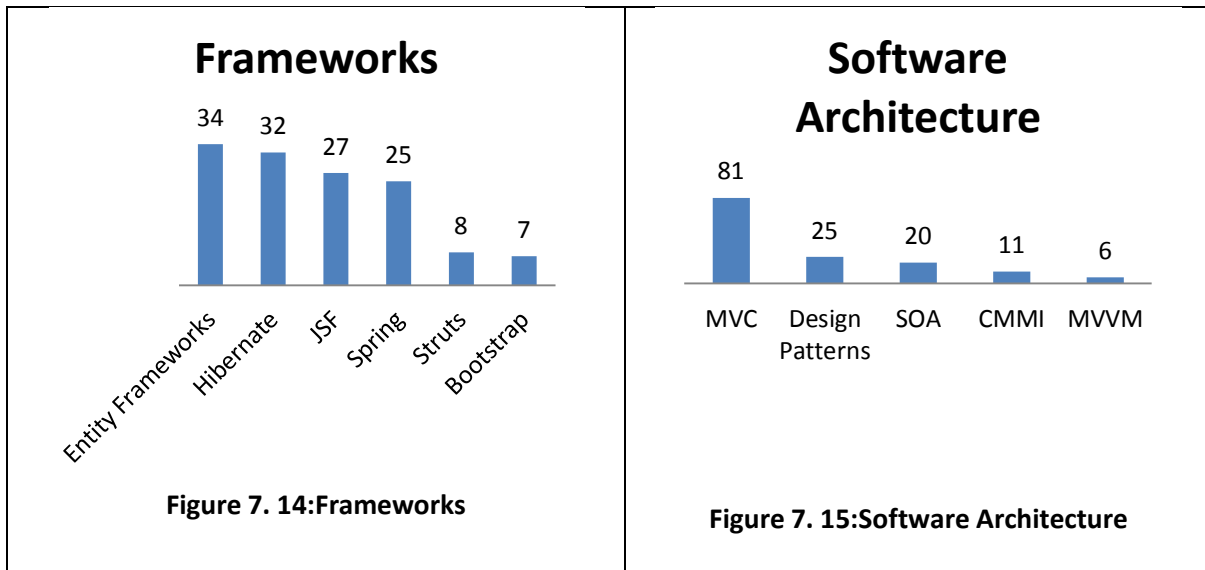 Frameworks
34
32
27
25
8
7
Entity Frameworks
Hibernate
JSF
Spring
Struts
Bootstrap
Figure 7. 14:Frameworks
Software
Architecture
81
25
20
11
6
MVC
Design
Patterns
SOA
CMMI
MVVM
Figure 7. 15:Software Architecture